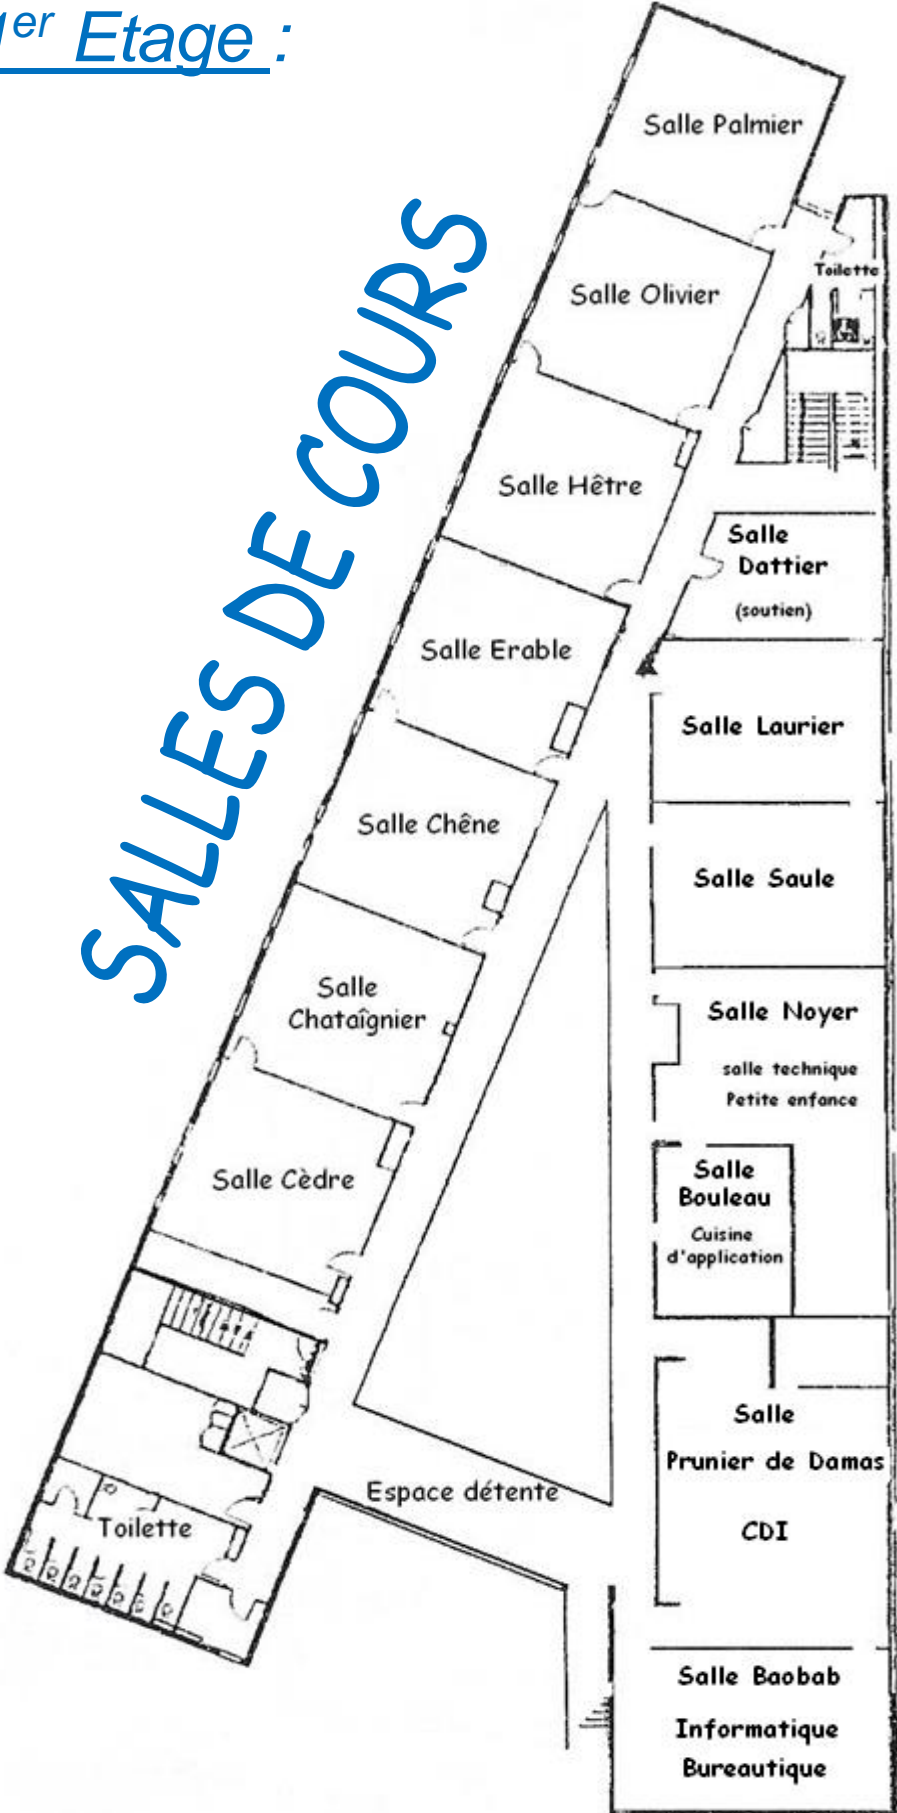 1er Etage :
SALLES DE COURS
Salle Palmier
Toilette
Salle Olivier
Salle Hêtre
Salle
Dattier
(soutien)
Salle Erable
Salle Laurier
Salle Chêne
Salle Saule
Salle
Chataîgnier
Salle Noyer
salle technique
Petite enfance
Salle Cèdre
Salle
Bouleau
Cuisine
d'application
Salle
Prunier de Damas
CDI
Espace détente
Toilette
Salle Baobab
Informatique
Bureautique